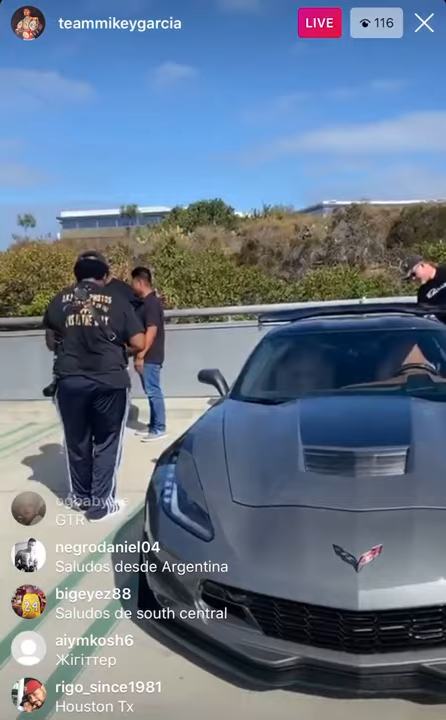 teammikeygarcia
LIVE
116
GTR
negrodaniel04
Saludos desde Argentina
bigeyez88
Saludos de south central
aiymkosh6
Жігіттер
rigo_since1981
Houston Tx